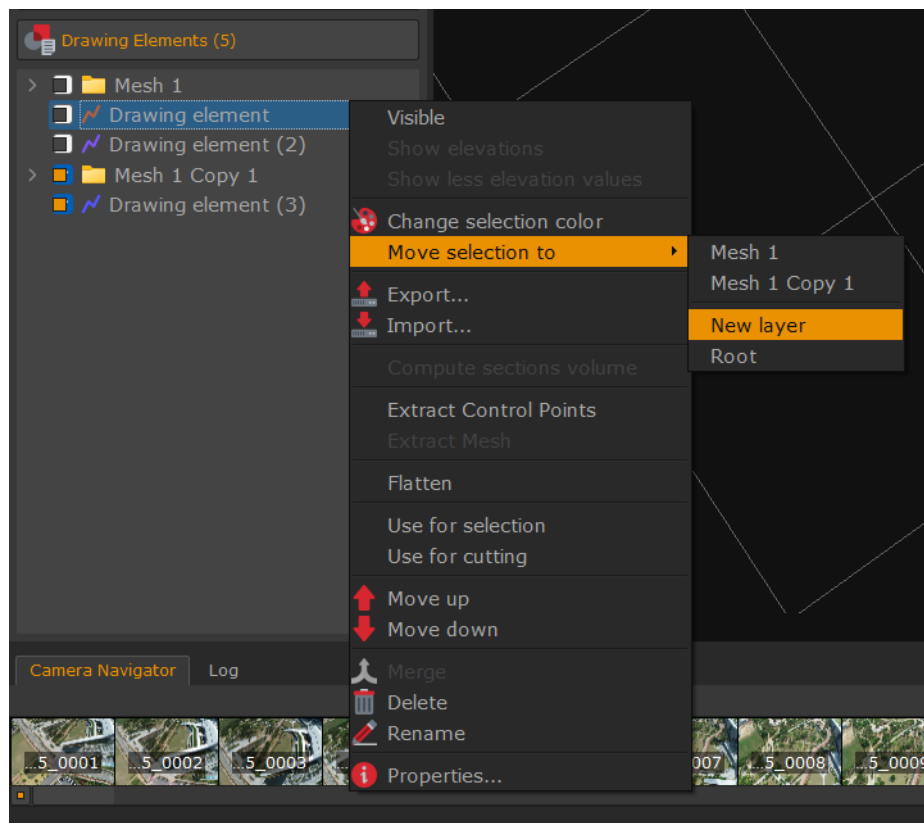 Drawing Elements (5)
Mesh 1
Drawing element
Drawing element (2)
Mesh 1 Copy 1
Drawing element (3)
Visible
Show elevations
Show less elevation values
Change selection color
Move selection to
Mesh 1
Mesh 1 Copy 1
New layer
Root
Export...
Import...
Compute sections volume
Extract Control Points
Extract Mesh
Flatten
Use for selection
Use for cutting
Move up
Move down
Merge
Delete
Rename
Properties...
Camera Navigator
Log
...5_0001
...5_0002
...5_0003
007
...5_0008
...5_0009